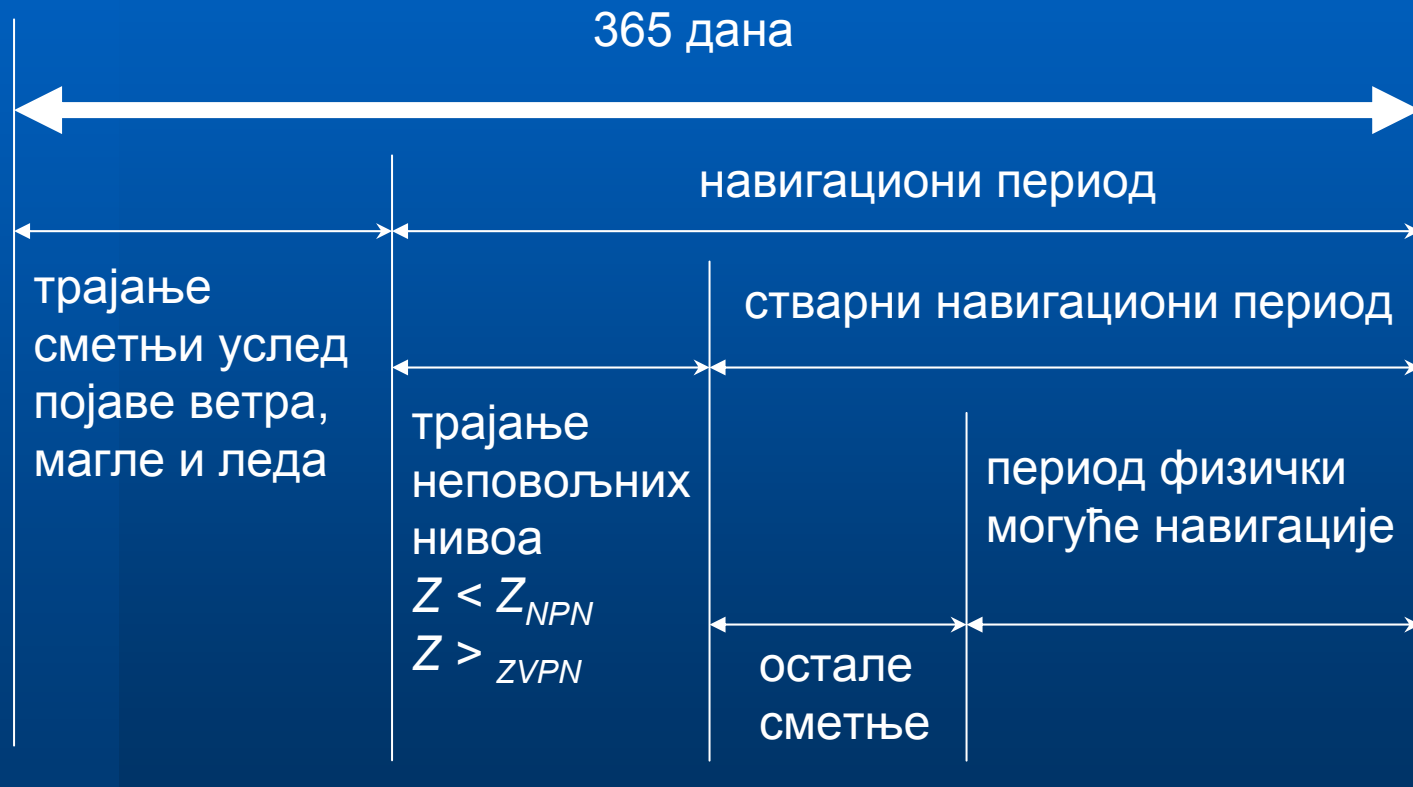 365 дана
навигациони период
трајање
сметњи услед
појаве ветра,
магле и леда
стварни навигациони период
трајање
неповољних
нивоа
Z < Z_NPN
Z > _ZVPN
период физички
могуће навигације
остале
сметње